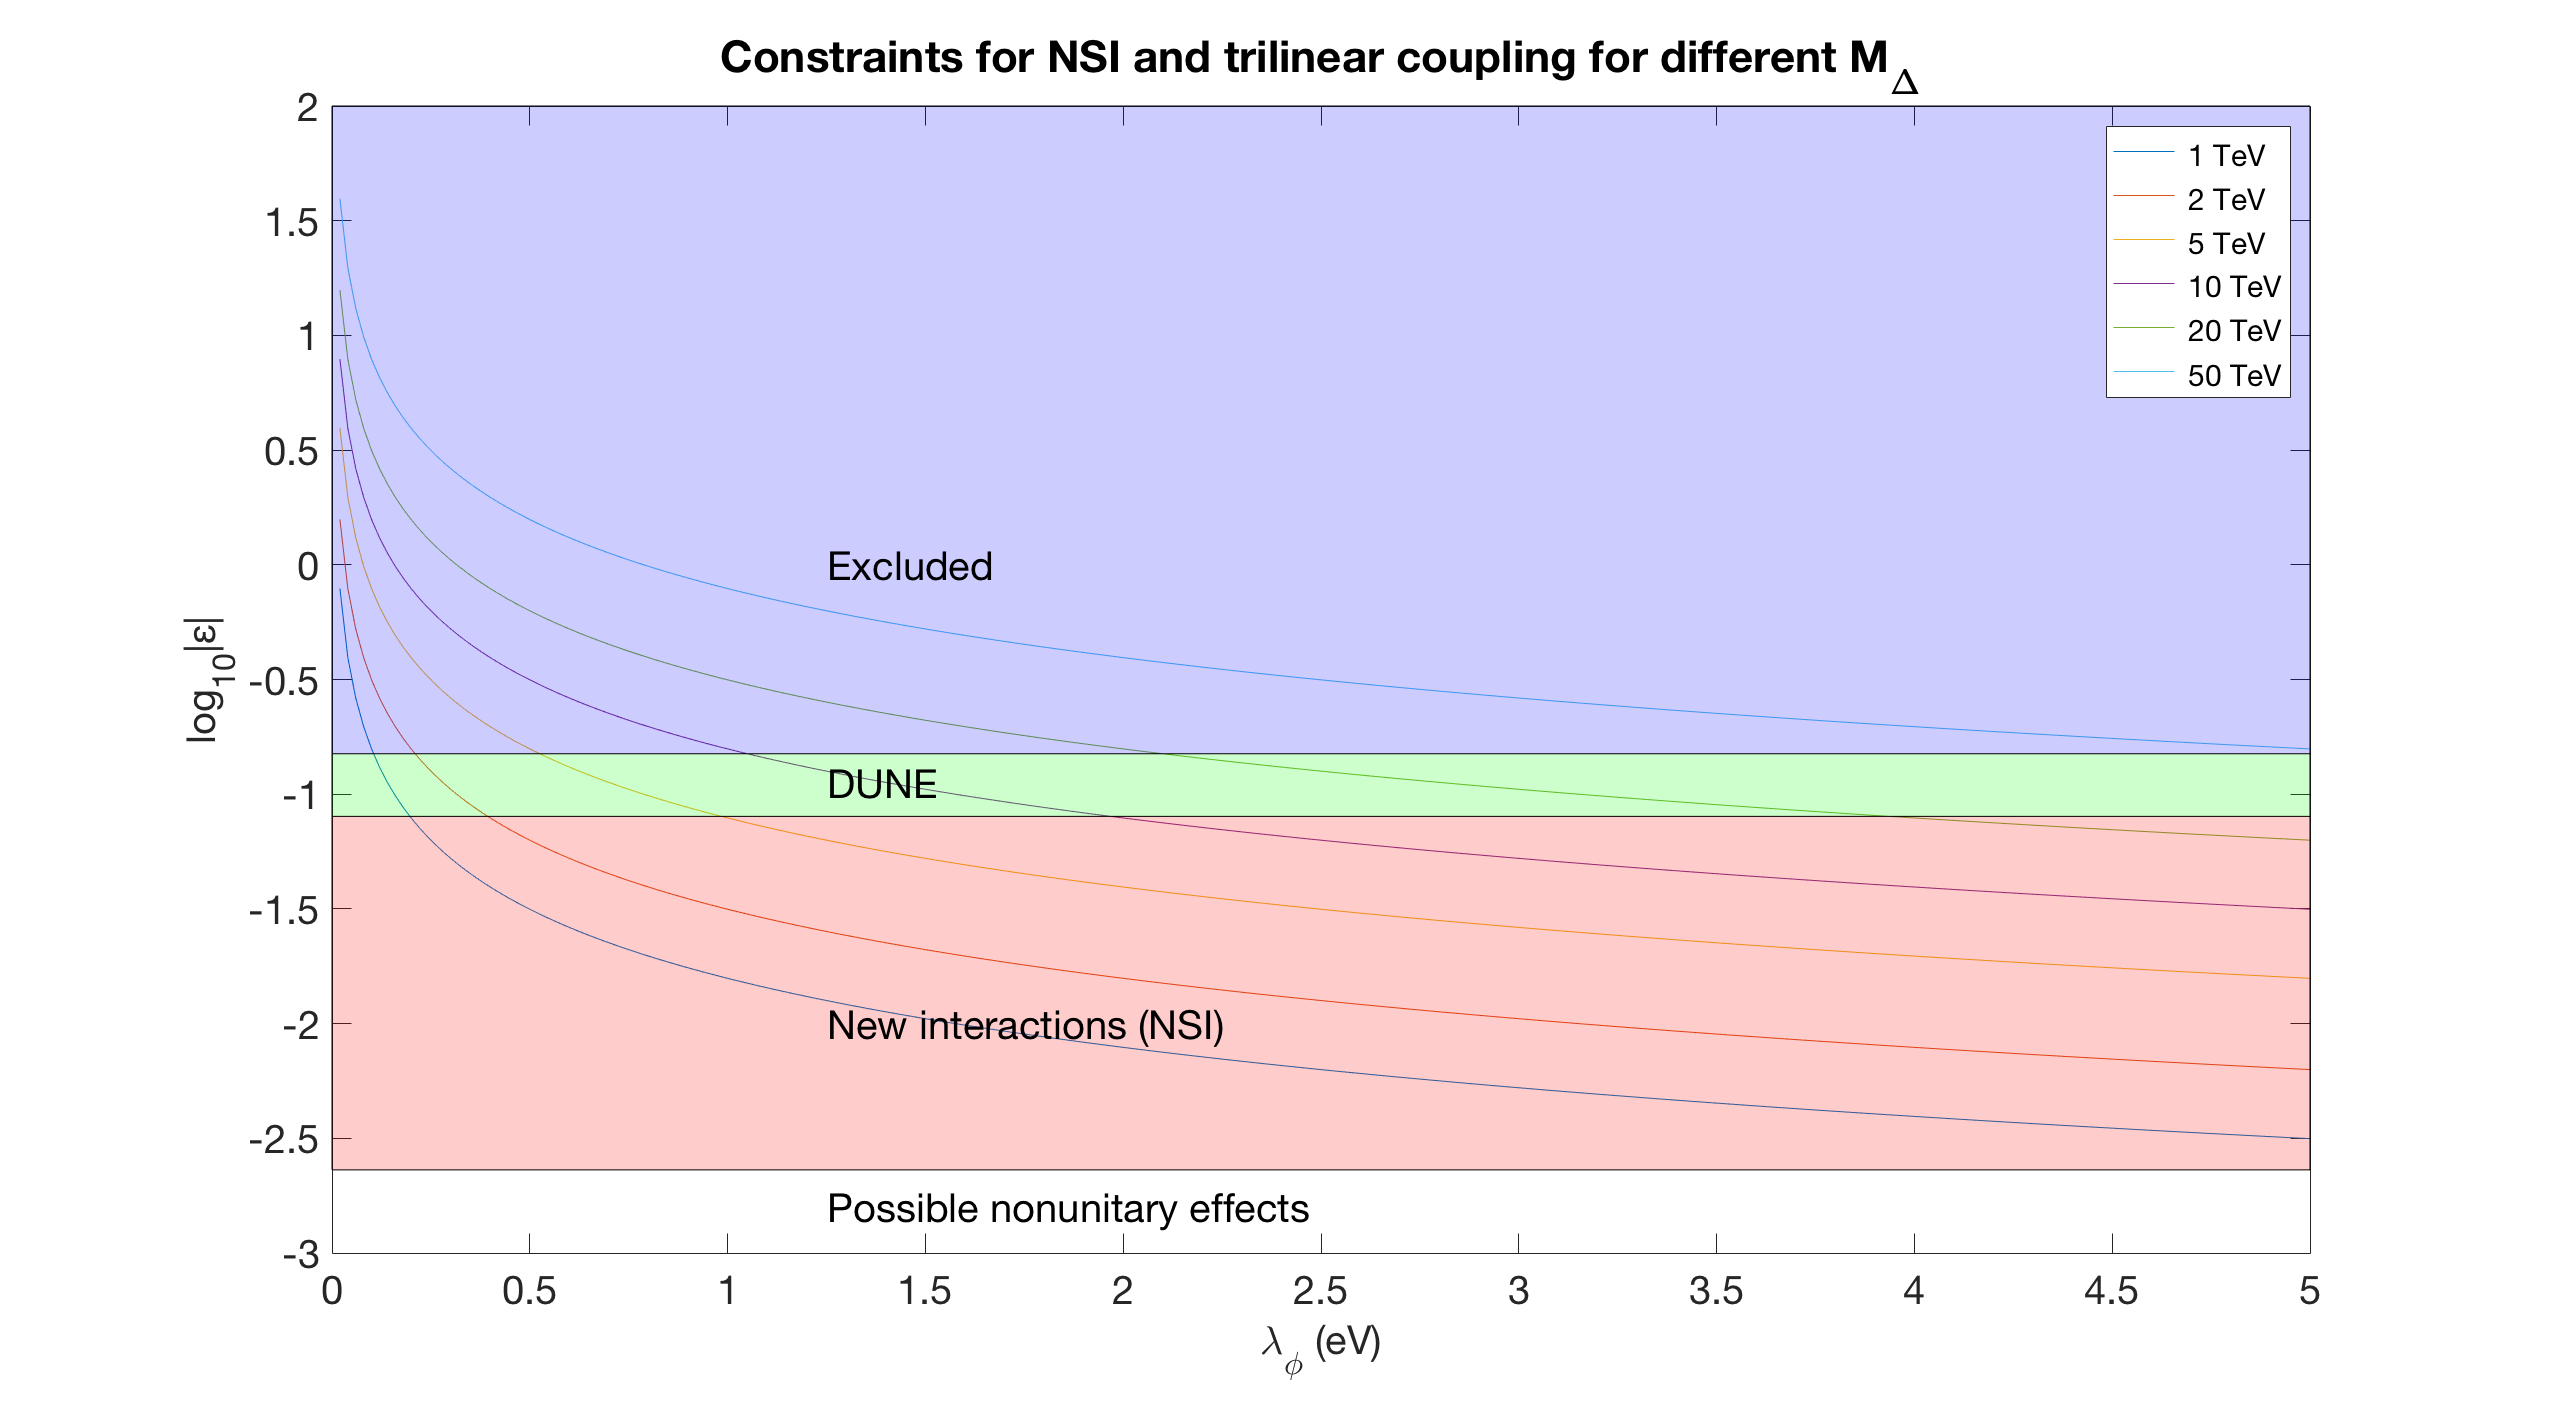 Constraints for NSI and trilinear coupling for different M_Δ
2
1.5
1
0.5
0
-0.5
-1
-1.5
-2
-2.5
-3
log₁₀|ε|
1 TeV
2 TeV
5 TeV
10 TeV
20 TeV
50 TeV
Excluded
DUNE
New interactions (NSI)
Possible nonunitary effects
0 0.5 1 1.5 2 2.5 3 3.5 4 4.5 5
λ_ϕ (eV)